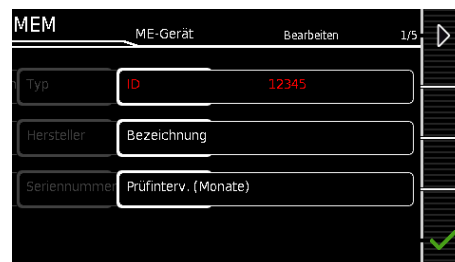 MEM ME-Gerät Bearbeiten 1/5
Typ ID 12345
Hersteller Bezeichnung
Seriennummer Prüfinterv. (Monate)